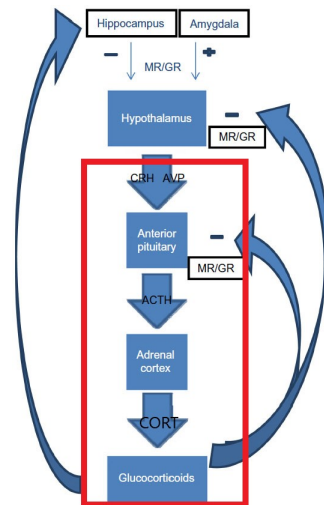 Hippocampus Amygdala
− +
MR/GR
Hypothalamus −
MR/GR
CRH AVP
Anterior
pituitary −
MR/GR
ACTH
Adrenal
cortex
CORT
Glucocorticoids